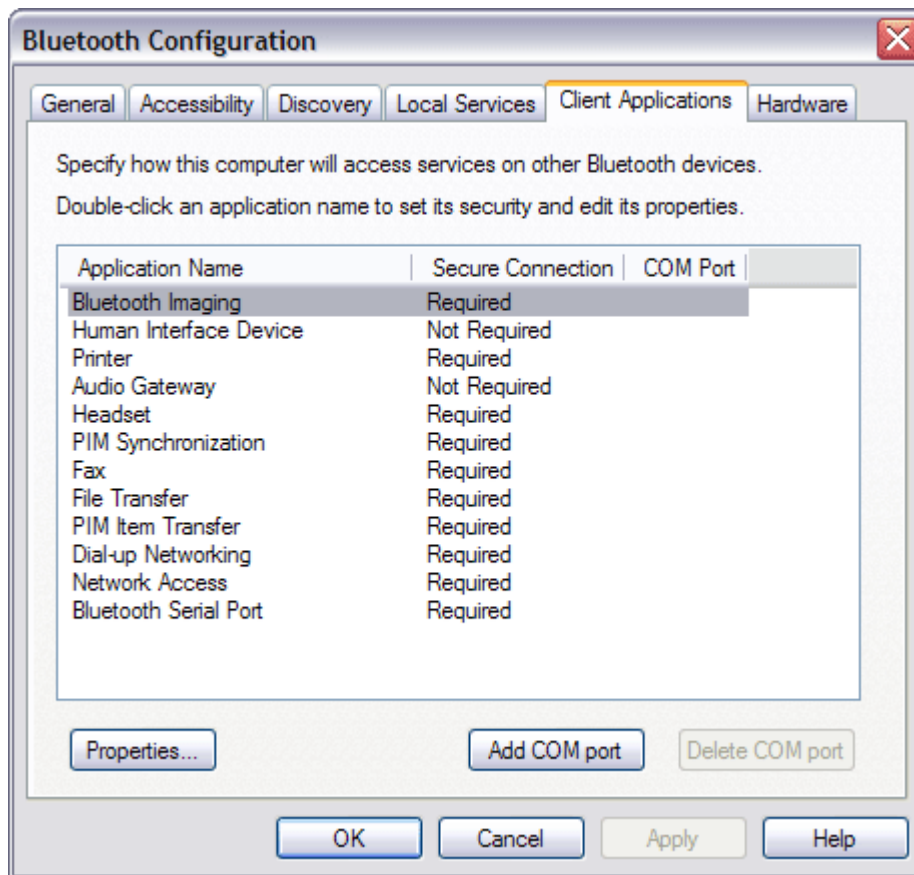 Bluetooth Configuration
General Accessibility Discovery Local Services Client Applications Hardware
Specify how this computer will access services on other Bluetooth devices.
Double-click an application name to set its security and edit its properties.
Application Name Secure Connection COM Port
Bluetooth Imaging Required
Human Interface Device Not Required
Printer Required
Audio Gateway Not Required
Headset Required
PIM Synchronization Required
Fax Required
File Transfer Required
PIM Item Transfer Required
Dial-up Networking Required
Network Access Required
Bluetooth Serial Port Required
Properties... Add COM port Delete COM port
OK Cancel Apply Help